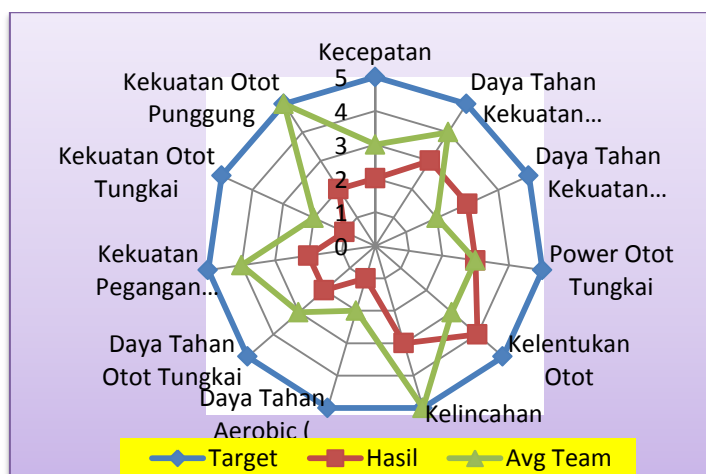 Kecepatan
Daya Tahan
Kekuatan...
Daya Tahan
Kekuatan...
Power Otot
Tungkai
Kelentukan
Otot
Kelincahan
Daya Tahan
Aerobic (
Daya Tahan
Otot Tungkai
Kekuatan
Pegangan...
Kekuatan Otot
Tungkai
Kekuatan Otot
Punggung
5
4
3
2
1
0
Target
Hasil
Avg Team